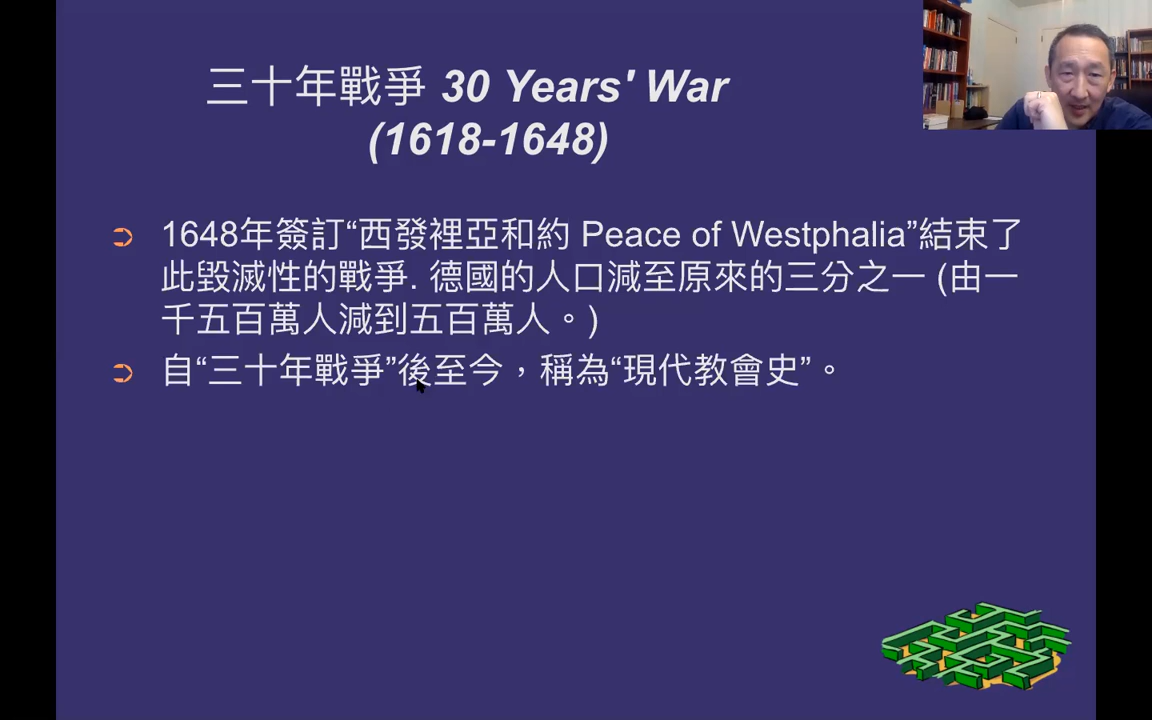 三十年戰爭 30 Years' War
(1618-1648)
1648年簽訂“西發裡亞和約 Peace of Westphalia”結束了
此毀滅性的戰爭. 德國的人口減至原來的三分之一 (由一
千五百萬人減到五百萬人。)
自“三十年戰爭”後至今，稱為“現代教會史”。